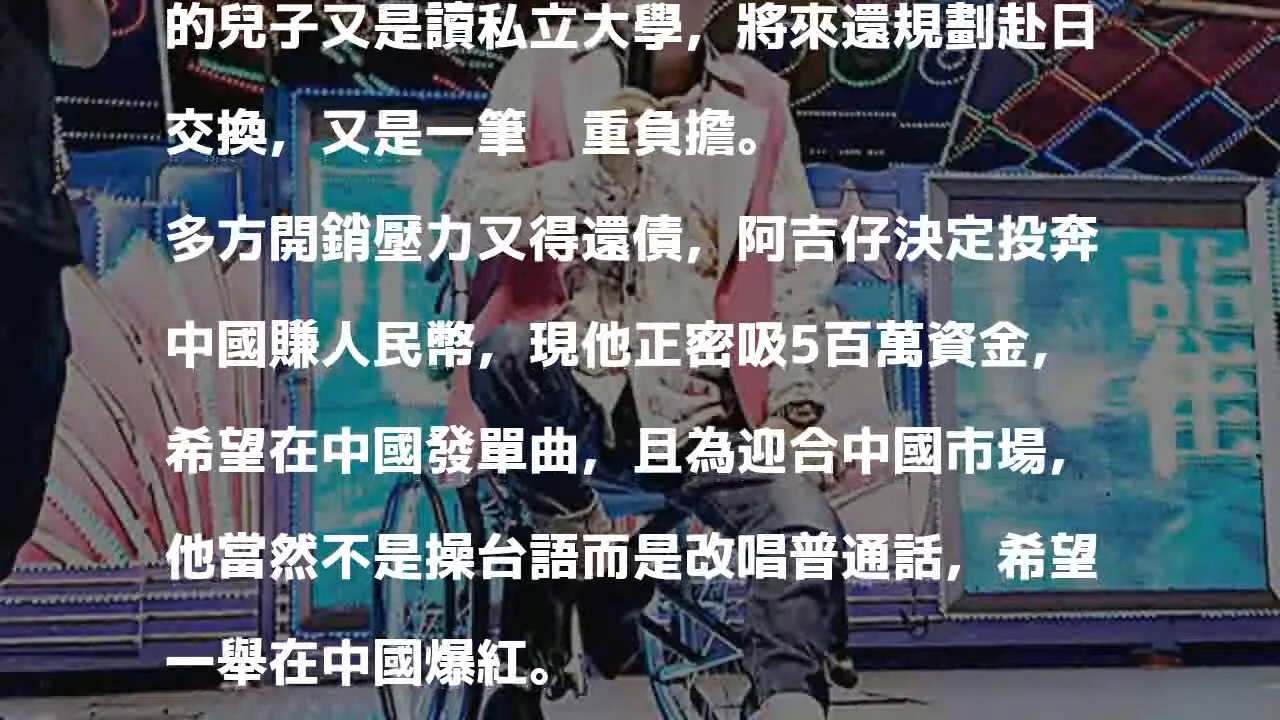 的兒子又是讀私立大學，將來還規劃赴日
交換，又是一筆　重負擔。
多方開銷壓力又得還債，阿吉仔決定投奔
中國賺人民幣，現他正密吸5百萬資金，
希望在中國發單曲，且為迎合中國市場，
他當然不是操台語而是改唱普通話，希望
一舉在中國爆紅。